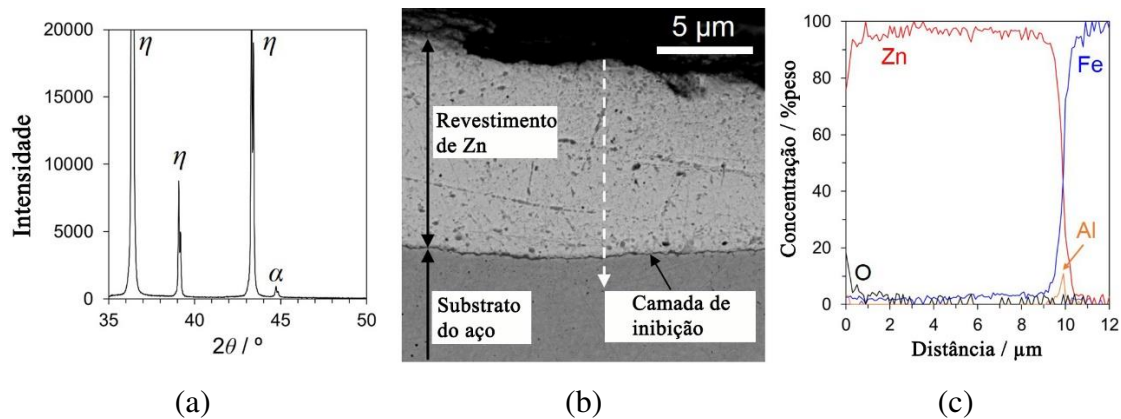 20000
15000
10000
5000
0
Intensidade
35
40
45
50
2θ / º
η
η
η
α
(a)
5 µm
Revestimento
de Zn
Substrato
do aço
Camada de
inibição
(b)
100
80
60
40
20
0
Concentração / %peso
0
2
4
6
8
10
12
Distância / µm
Zn
Fe
Al
O
(c)